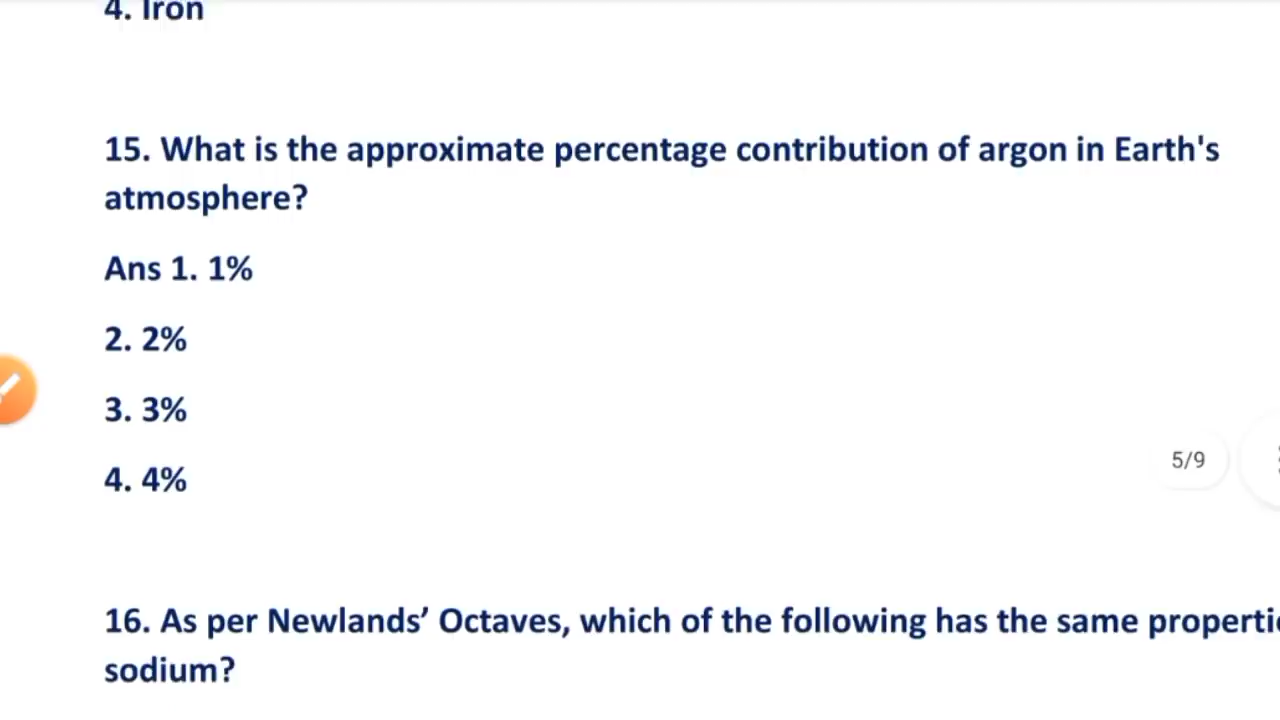 4. Iron
15. What is the approximate percentage contribution of argon in Earth's
atmosphere?
Ans 1. 1%
2. 2%
3. 3%
4. 4%
5/9
16. As per Newlands’ Octaves, which of the following has the same
sodium?